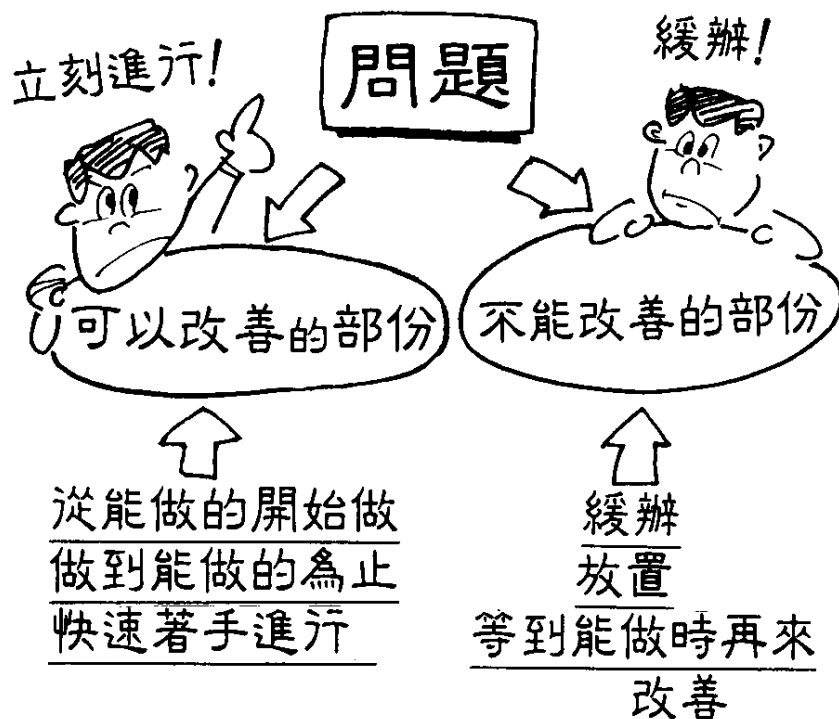 問題
立刻進行!
緩辦!
可以改善的部份
不能改善的部份
從能做的開始做
做到能做的為止
快速著手進行
緩辦
放置
等到能做時再來
改善